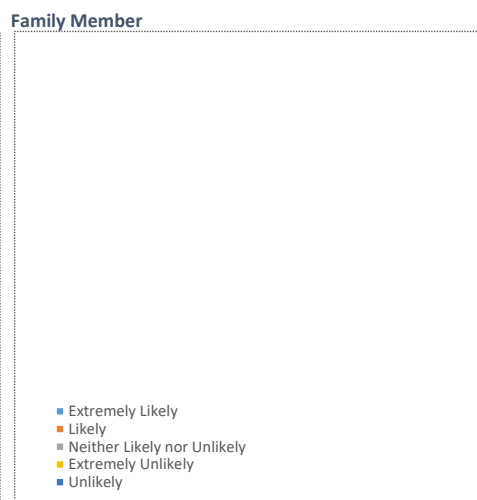 Family Member
Extremely Likely
Likely
Neither Likely nor Unlikely
Extremely Unlikely
Unlikely